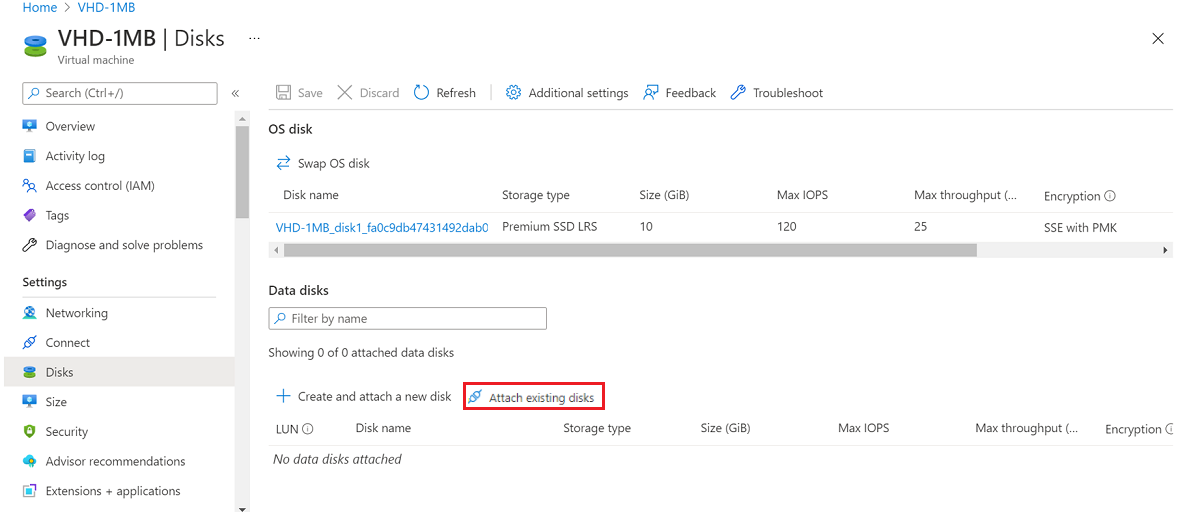 Home > VHD-1MB
VHD-1MB | Disks ...
Virtual machine
Search (Ctrl+/) «
Save Discard Refresh Additional settings Feedback Troubleshoot
Overview
Activity log
Access control (IAM)
Tags
Diagnose and solve problems
Settings
Networking
Connect
Disks
Size
Security
Advisor recommendations
Extensions + applications
OS disk
Swap OS disk
Disk name Storage type Size (GiB) Max IOPS Max throughput (... Encryption
VHD-1MB_disk1_fa0c9db47431492dab0 Premium SSD LRS 10 120 25 SSE with PMK
Data disks
Filter by name
Showing 0 of 0 attached data disks
Create and attach a new disk Attach existing disks
LUN Disk name Storage type Size (GiB) Max IOPS Max throughput (... Encryption
No data disks attached